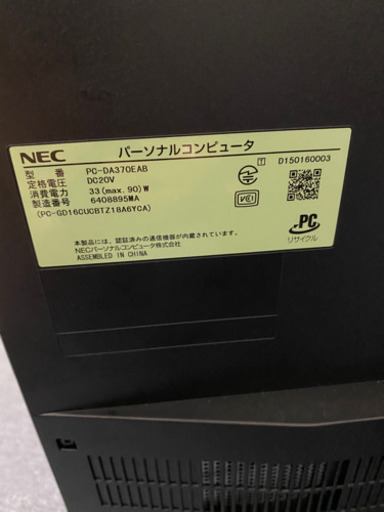 NEC パーソナルコンピュータ
型番 PC-DA370EAB
定格電圧 DC20V
消費電力 33(max.90)W
製造番号 6408895MA
(PC-GD16CUCBTZ18A6YCA)
D150160003
T
VCCI
本製品には、認証済みの通信機器が内蔵されています。
NECパーソナルコンピュータ株式会社
ASSEMBLED IN CHINA
PC
リサイクル